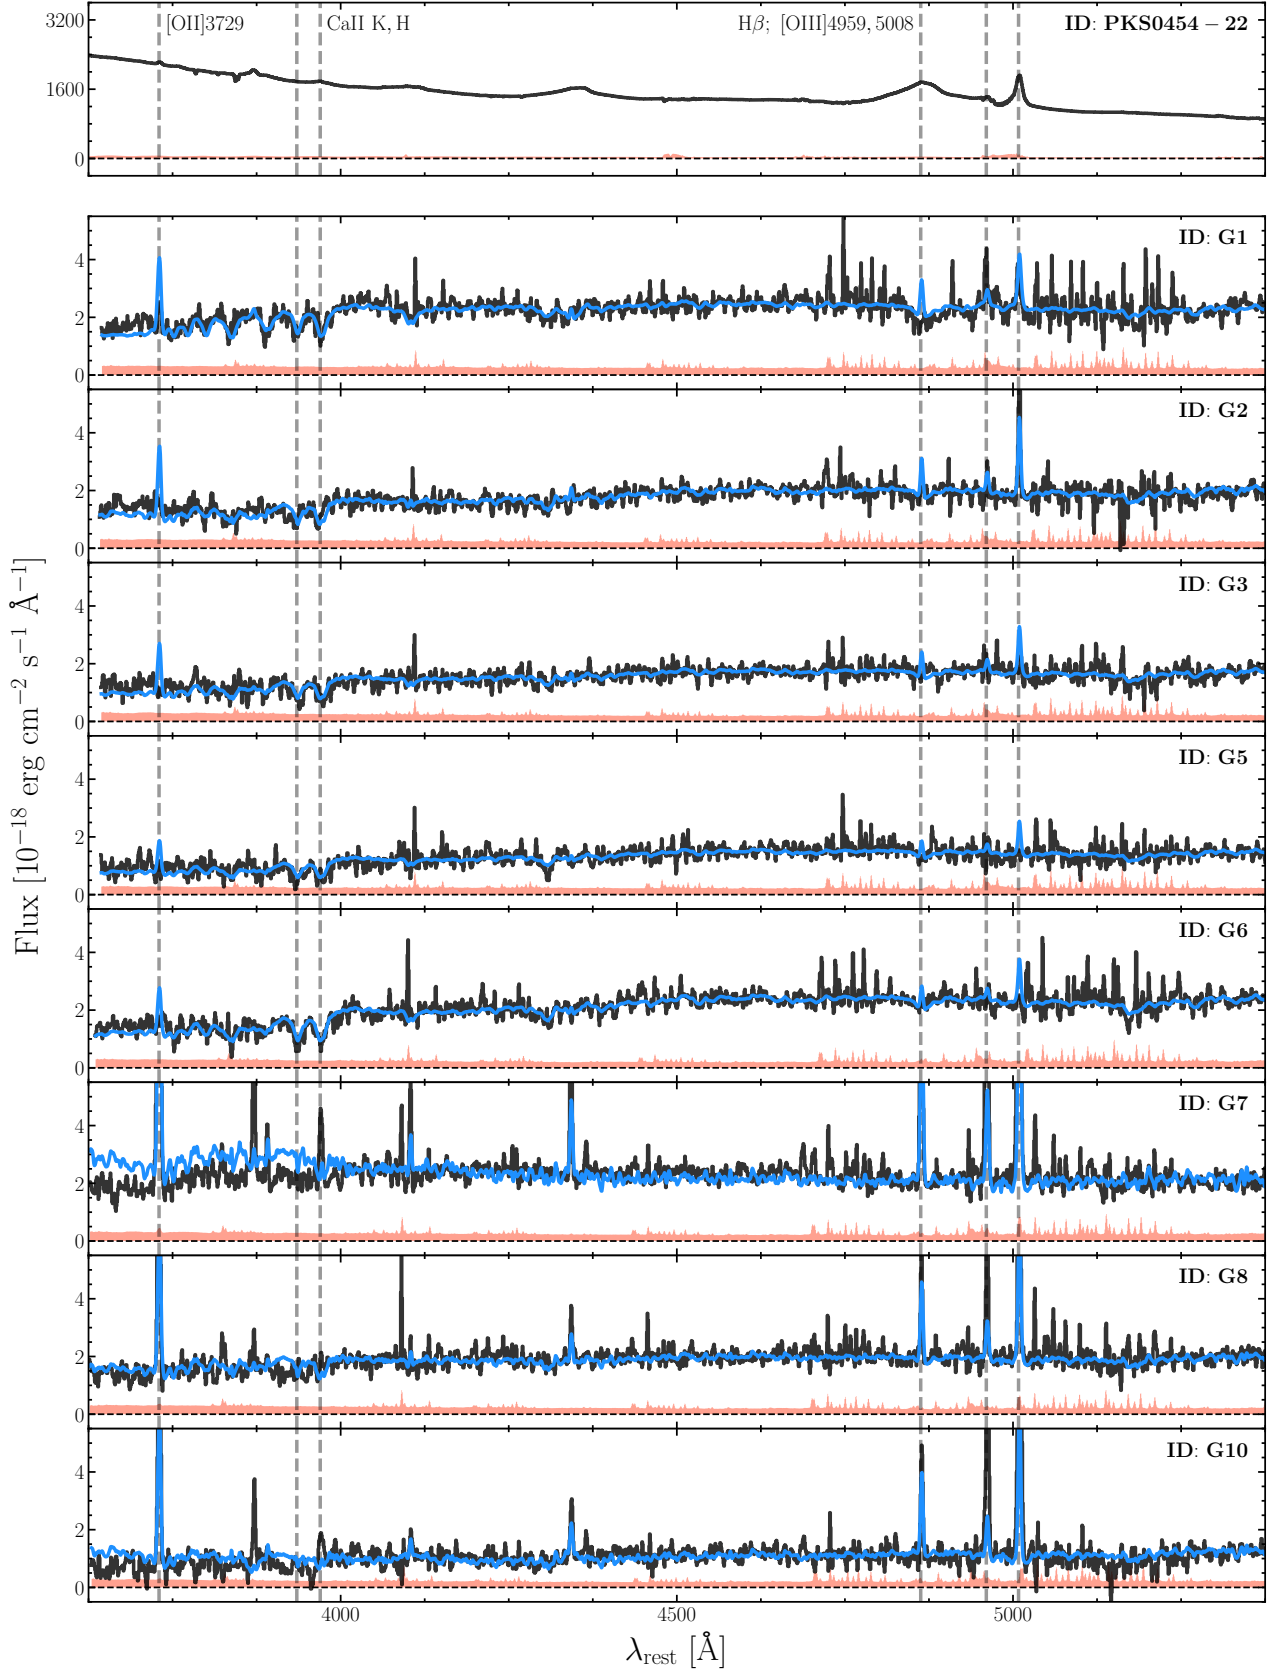 3200
1600
0
[OII]3729
CaII K, H
Hβ; [OIII]4959, 5008
ID: PKS0454 − 22
4
2
0
ID: G1
4
2
0
ID: G2
4
2
0
ID: G3
4
2
0
ID: G5
4
2
0
ID: G6
4
2
0
ID: G7
4
2
0
ID: G8
4
2
0
ID: G10
Flux [10⁻¹⁸ erg cm⁻² s⁻¹ Å⁻¹]
4000
4500
5000
λrest [Å]